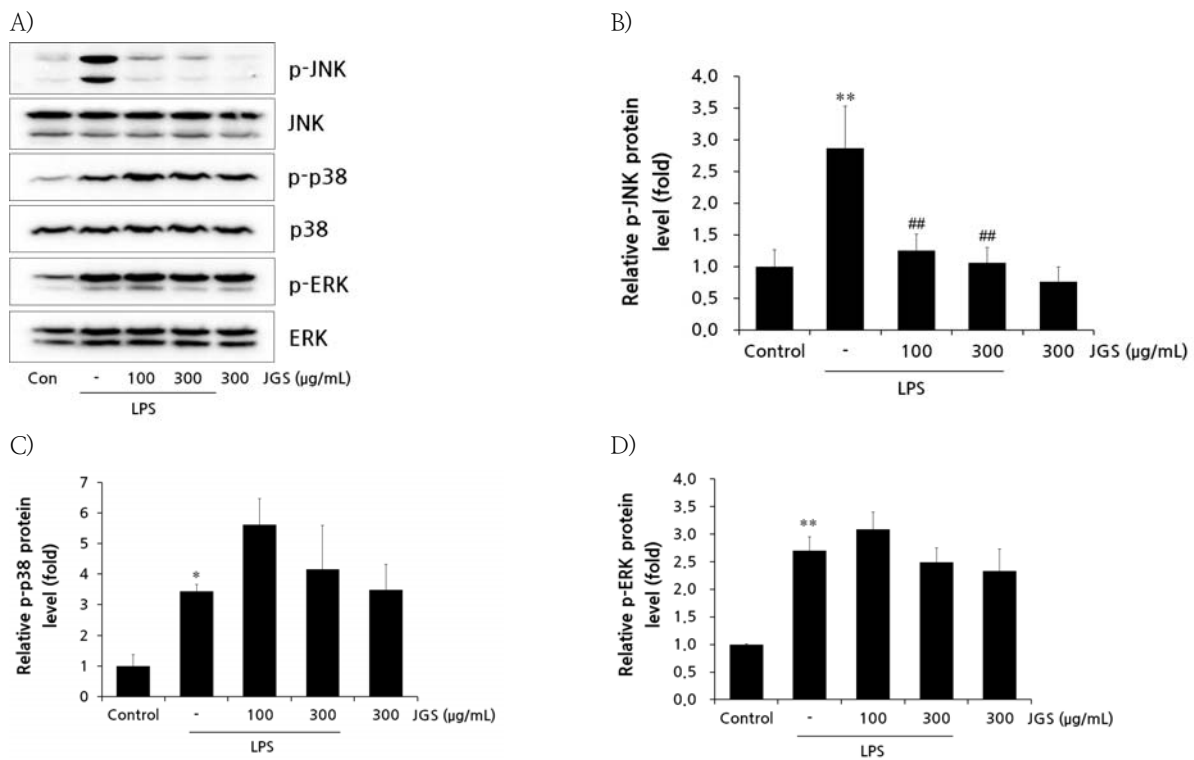 A)
p-JNK
JNK
p-p38
p38
p-ERK
ERK
Con - 100 300 300 JGS (µg/mL)
LPS
B)
Relative p-JNK protein
level (fold)
4.0
3.5
3.0
2.5
2.0
1.5
1.0
0.5
0.0
**
##
##
Control - 100 300 300 JGS (µg/mL)
LPS
C)
Relative p-p38 protein
level (fold)
7
6
5
4
3
2
1
0
*
Control - 100 300 300 JGS (µg/mL)
LPS
D)
Relative p-ERK protein
level (fold)
4.0
3.5
3.0
2.5
2.0
1.5
1.0
0.5
0.0
**
Control - 100 300 300 JGS (µg/mL)
LPS